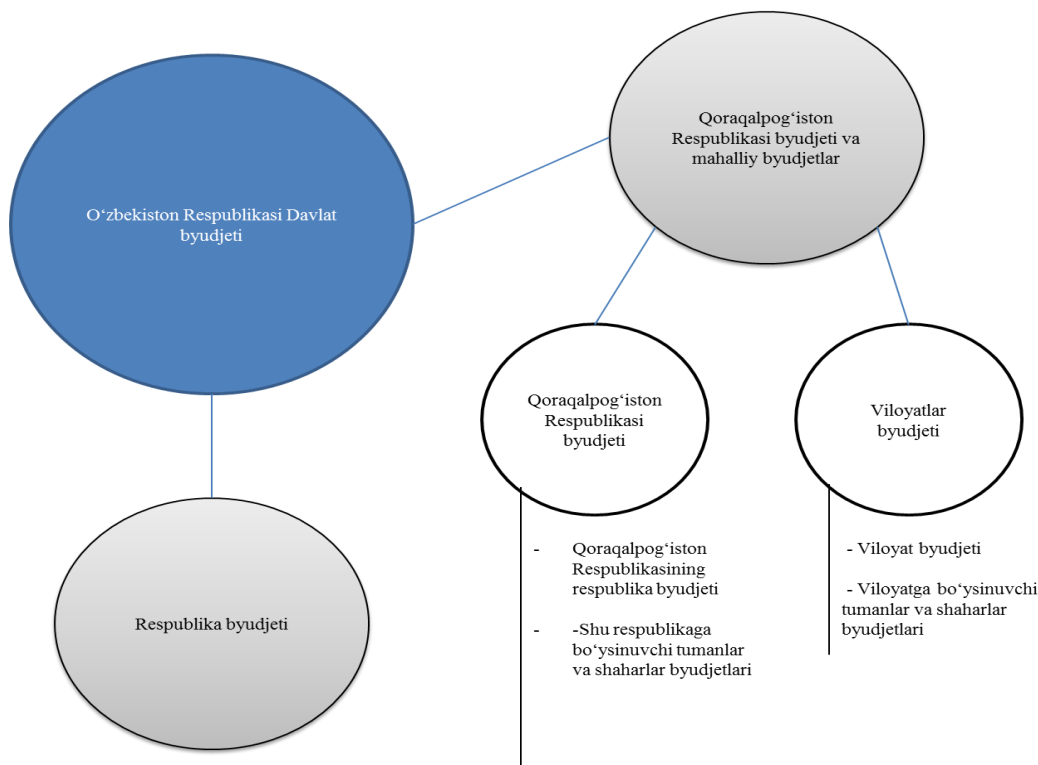 Qoraqalpog‘iston
Respublikasi byudjeti va
mahalliy byudjetlar
O‘zbekiston Respublikasi Davlat
byudjeti
Qoraqalpog‘iston
Respublikasi
byudjeti
Viloyatlar
byudjeti
Respublika byudjeti
- Qoraqalpog‘iston
Respublikasining
respublika byudjeti
- -Shu respublikaga
bo‘ysinuvchi tumanlar
va shaharlar byudjetlari
- Viloyat byudjeti
- Viloyatga bo‘ysinuvchi
tumanlar va shaharlar
byudjetlari